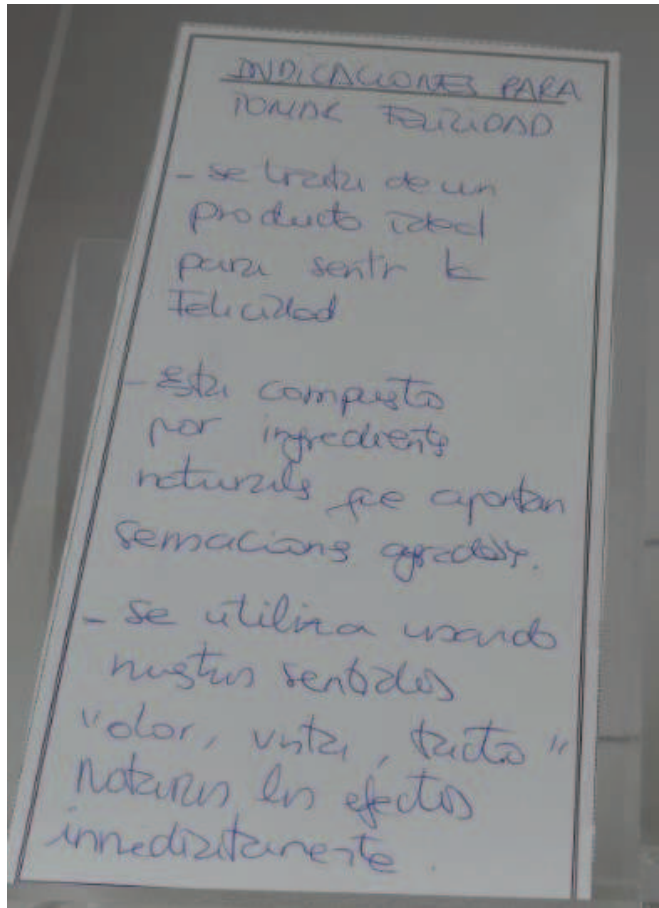 INDICACIONES PARA
TOMAR FELICIDAD
- se trata de un
producto ideal
para sentir la
Felicidad
- Esta compuesto
por ingredientes
naturales que aportan
sensaciones agradables.
- Se utiliza usando
nuestros sentidos
"olor, vista, tacto"
Notarás los efectos
inmediatamente.